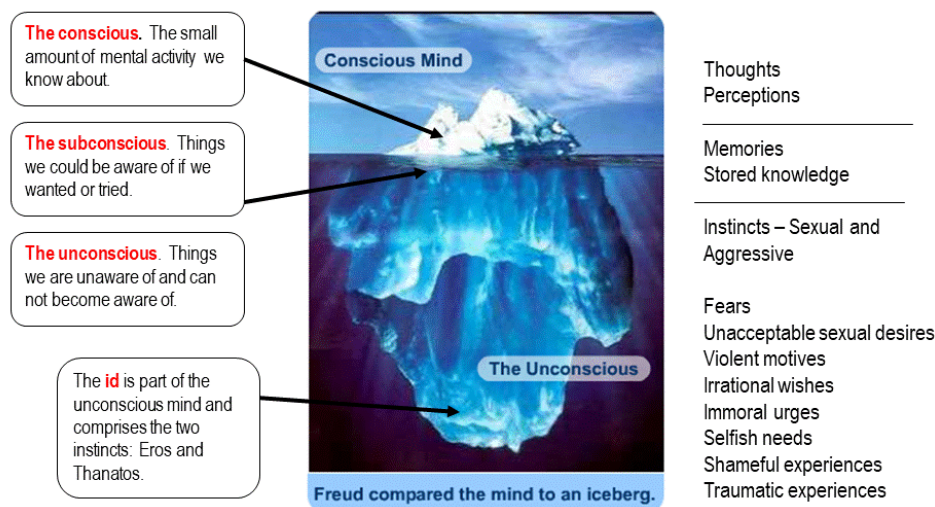 The conscious. The small
amount of mental activity we
know about.
The subconscious. Things
we could be aware of if we
wanted or tried.
The unconscious. Things
we are unaware of and can
not become aware of.
The id is part of the
unconscious mind and
comprises the two
instincts: Eros and
Thanatos.
Conscious Mind
The Unconscious
Freud compared the mind to an iceberg.
Thoughts
Perceptions
Memories
Stored knowledge
Instincts – Sexual and
Aggressive
Fears
Unacceptable sexual desires
Violent motives
Irrational wishes
Immoral urges
Selfish needs
Shameful experiences
Traumatic experiences